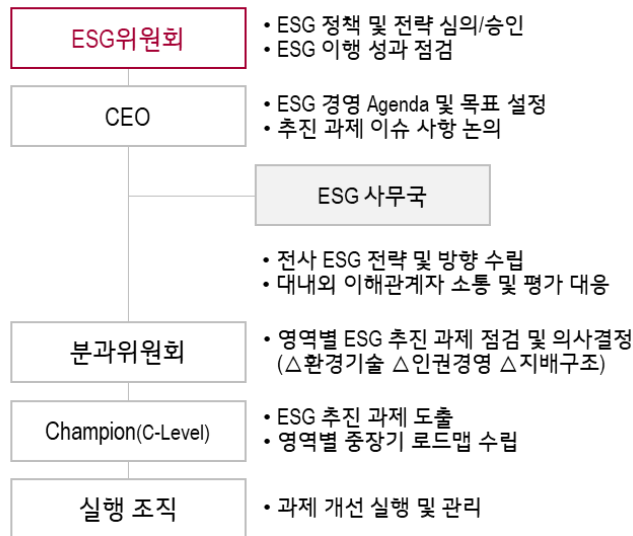 ESG위원회
• ESG 정책 및 전략 심의/승인
• ESG 이행 성과 점검
CEO
• ESG 경영 Agenda 및 목표 설정
• 추진 과제 이슈 사항 논의
ESG 사무국
• 전사 ESG 전략 및 방향 수립
• 대내외 이해관계자 소통 및 평가 대응
분과위원회
• 영역별 ESG 추진 과제 점검 및 의사결정
(△환경기술 △인권경영 △지배구조)
Champion(C-Level)
• ESG 추진 과제 도출
• 영역별 중장기 로드맵 수립
실행 조직
• 과제 개선 실행 및 관리